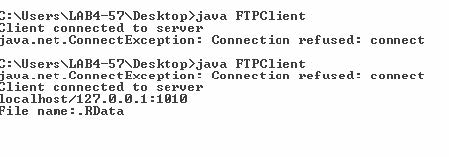 C:\Users\LAB4-57\Desktop>java FTPClient
Client connected to server
java.net.ConnectException: Connection refused: connect
C:\Users\LAB4-57\Desktop>java FTPClient
java.net.ConnectException: Connection refused: connect
Client connected to server
localhost/127.0.0.1:1010
File name:.RData